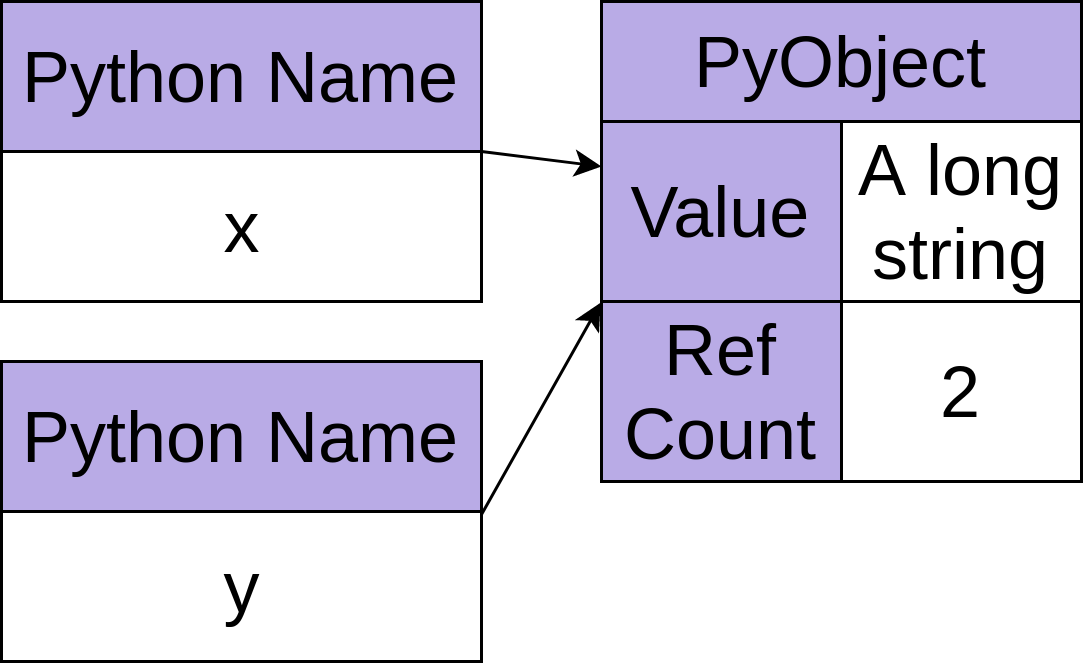 Python Name
x
Python Name
y
PyObject
Value
A long
string
Ref
Count
2